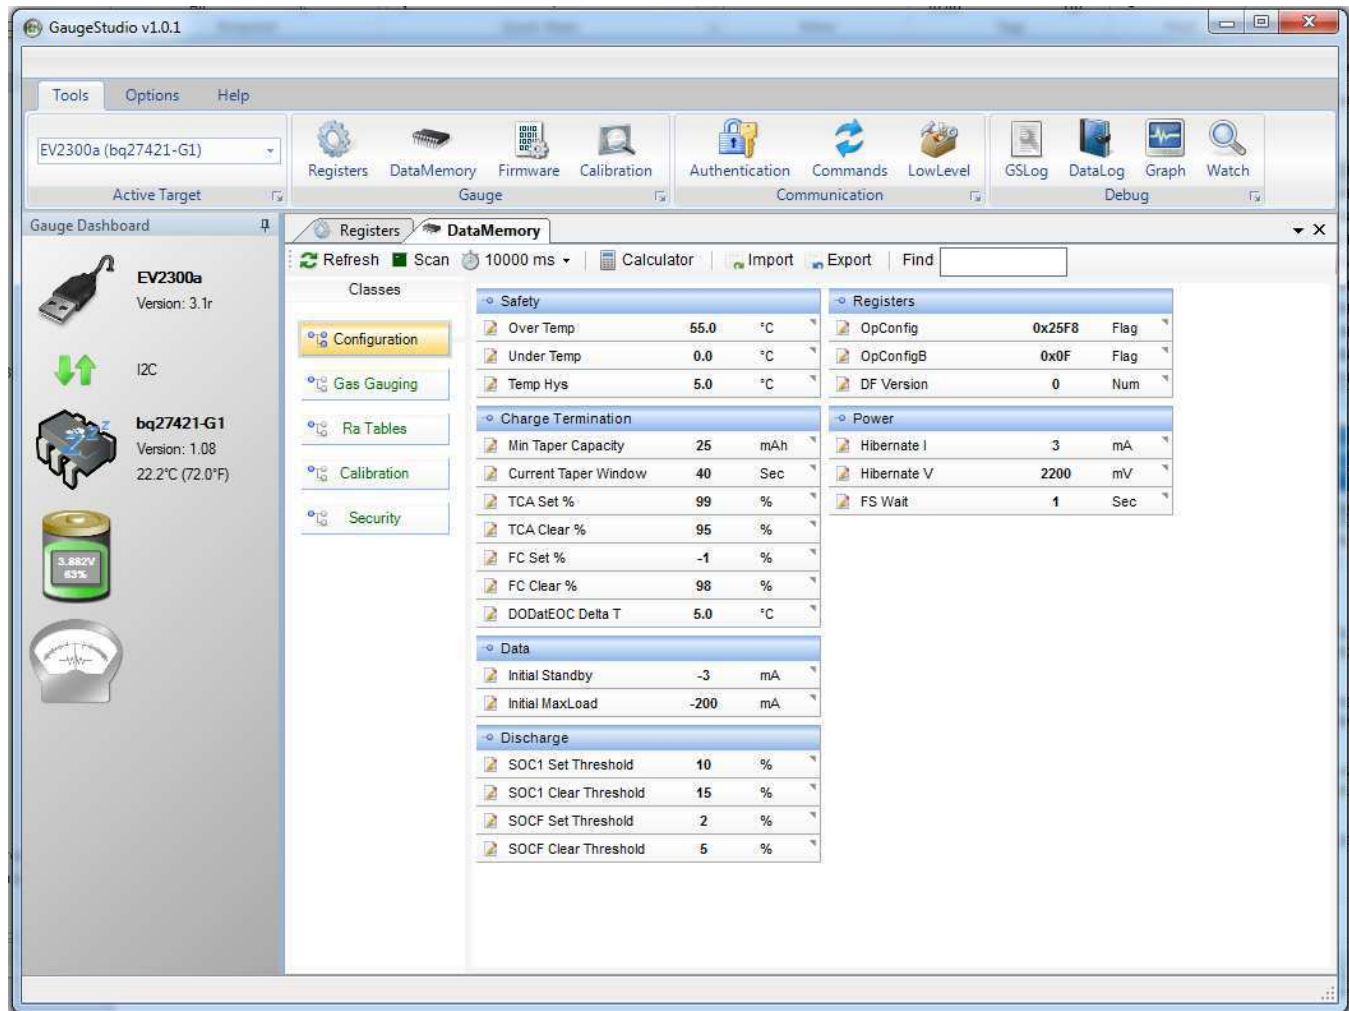 GaugeStudio v1.0.1
Tools Options Help
EV2300a (bq27421-G1)
Registers DataMemory Firmware Calibration Authentication Commands LowLevel GSLog DataLog Graph Watch
Active Target Gauge Communication Debug
Gauge Dashboard
EV2300a
Version: 3.1r
I2C
bq27421-G1
Version: 1.08
22.2°C (72.0°F)
3.882V
63%
Registers DataMemory
Refresh Scan 10000 ms Calculator Import Export Find
Classes
Configuration
Gas Gauging
Ra Tables
Calibration
Security
Safety
Over Temp 55.0 °C
Under Temp 0.0 °C
Temp Hys 5.0 °C
Charge Termination
Min Taper Capacity 25 mAh
Current Taper Window 40 Sec
TCA Set % 99 %
TCA Clear % 95 %
FC Set % -1 %
FC Clear % 98 %
DODatEOC Delta T 5.0 °C
Data
Initial Standby -3 mA
Initial MaxLoad -200 mA
Discharge
SOC1 Set Threshold 10 %
SOC1 Clear Threshold 15 %
SOCF Set Threshold 2 %
SOCF Clear Threshold 5 %
Registers
OpConfig 0x25F8 Flag
OpConfigB 0x0F Flag
DF Version 0 Num
Power
Hibernate I 3 mA
Hibernate V 2200 mV
FS Wait 1 Sec